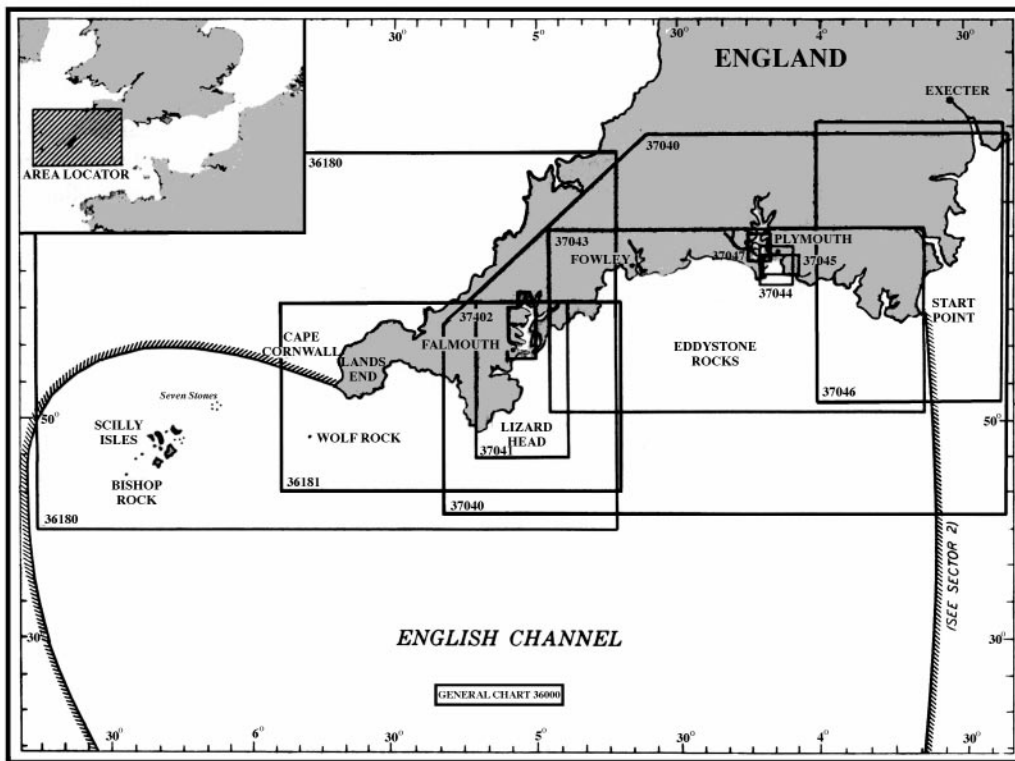 30°
5°
30°
4°
30°
ENGLAND
EXECTER
AREA LOCATOR
36180
37040
37043
FOWLEY
37047
PLYMOUTH
37045
37044
START
POINT
37402
CAPE
CORNWALL
FALMOUTH
LANDS
END
EDDYSTONE
ROCKS
37046
Seven Stones
50°
50°
SCILLY
ISLES
WOLF ROCK
LIZARD
HEAD
37041
BISHOP
ROCK
36181
37040
36180
(SEE SECTOR 2)
30°
ENGLISH CHANNEL
30°
GENERAL CHART 36000
30°
6°
5°
30°
4°
30°